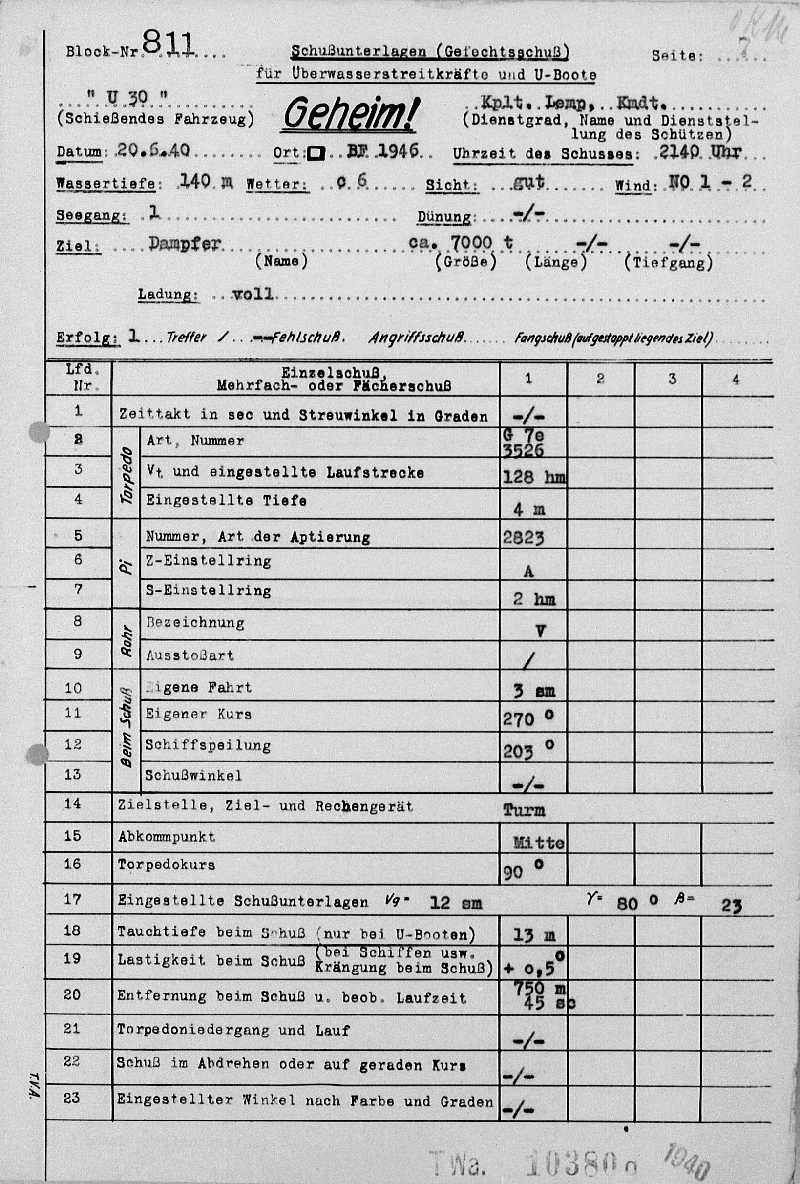 Block-Nr. 811
Schußunterlagen (Gefechtsschuß)
Seite: 7
für Überwasserstreitkräfte und U-Boote
" U 30 "
Geheim!
Kplt. Lemp, Kmdt.
(Schießendes Fahrzeug)
(Dienstgrad, Name und Dienststel-
lung des Schützen)
Datum: 20.6.40 Ort: BF 1946 Uhrzeit des Schusses: 2140 Uhr
Wassertiefe: 140 m Wetter: c 6 Sicht: gut Wind: NO 1 - 2
Seegang: 1 Dünung: -/-
Ziel: Dampfer ca. 7000 t -/- -/-
(Name) (Größe) (Länge) (Tiefgang)
Ladung: voll
Erfolg: 1 Treffer / -- Fehlschuß. Angriffsschuß. Fangschuß (aufgestoppt liegendes Ziel)
Lfd. Nr. Einzelschuß, Mehrfach- oder Fächerschuß 1 2 3 4
1 Zeittakt in sec und Streuwinkel in Graden -/-
Torpedo
2 Art, Nummer G 7e 3526
3 Vt und eingestellte Laufstrecke 128 hm
4 Eingestellte Tiefe 4 m
Pi
5 Nummer, Art der Aptierung 2823
6 Z-Einstellring A
7 S-Einstellring 2 hm
Rohr
8 Bezeichnung V
9 Ausstoßart /
Beim Schuß
10 Eigene Fahrt 3 sm
11 Eigener Kurs 270 °
12 Schiffspeilung 203 °
13 Schußwinkel -/-
14 Zielstelle, Ziel- und Rechengerät Turm
15 Abkommpunkt Mitte
16 Torpedokurs 90 °
17 Eingestellte Schußunterlagen Vg= 12 sm γ= 80 ° β= 23
18 Tauchtiefe beim Schuß (nur bei U-Booten) 13 m
19 Lastigkeit beim Schuß (bei Schiffen usw. Krängung beim Schuß) + 0,5°
20 Entfernung beim Schuß u. beob. Laufzeit 750 m 45 sc
21 Torpedoniedergang und Lauf -/-
22 Schuß im Abdrehen oder auf geraden Kurs -/-
23 Eingestellter Winkel nach Farbe und Graden -/-
T.V.A.
TWa. 10380 g 1940